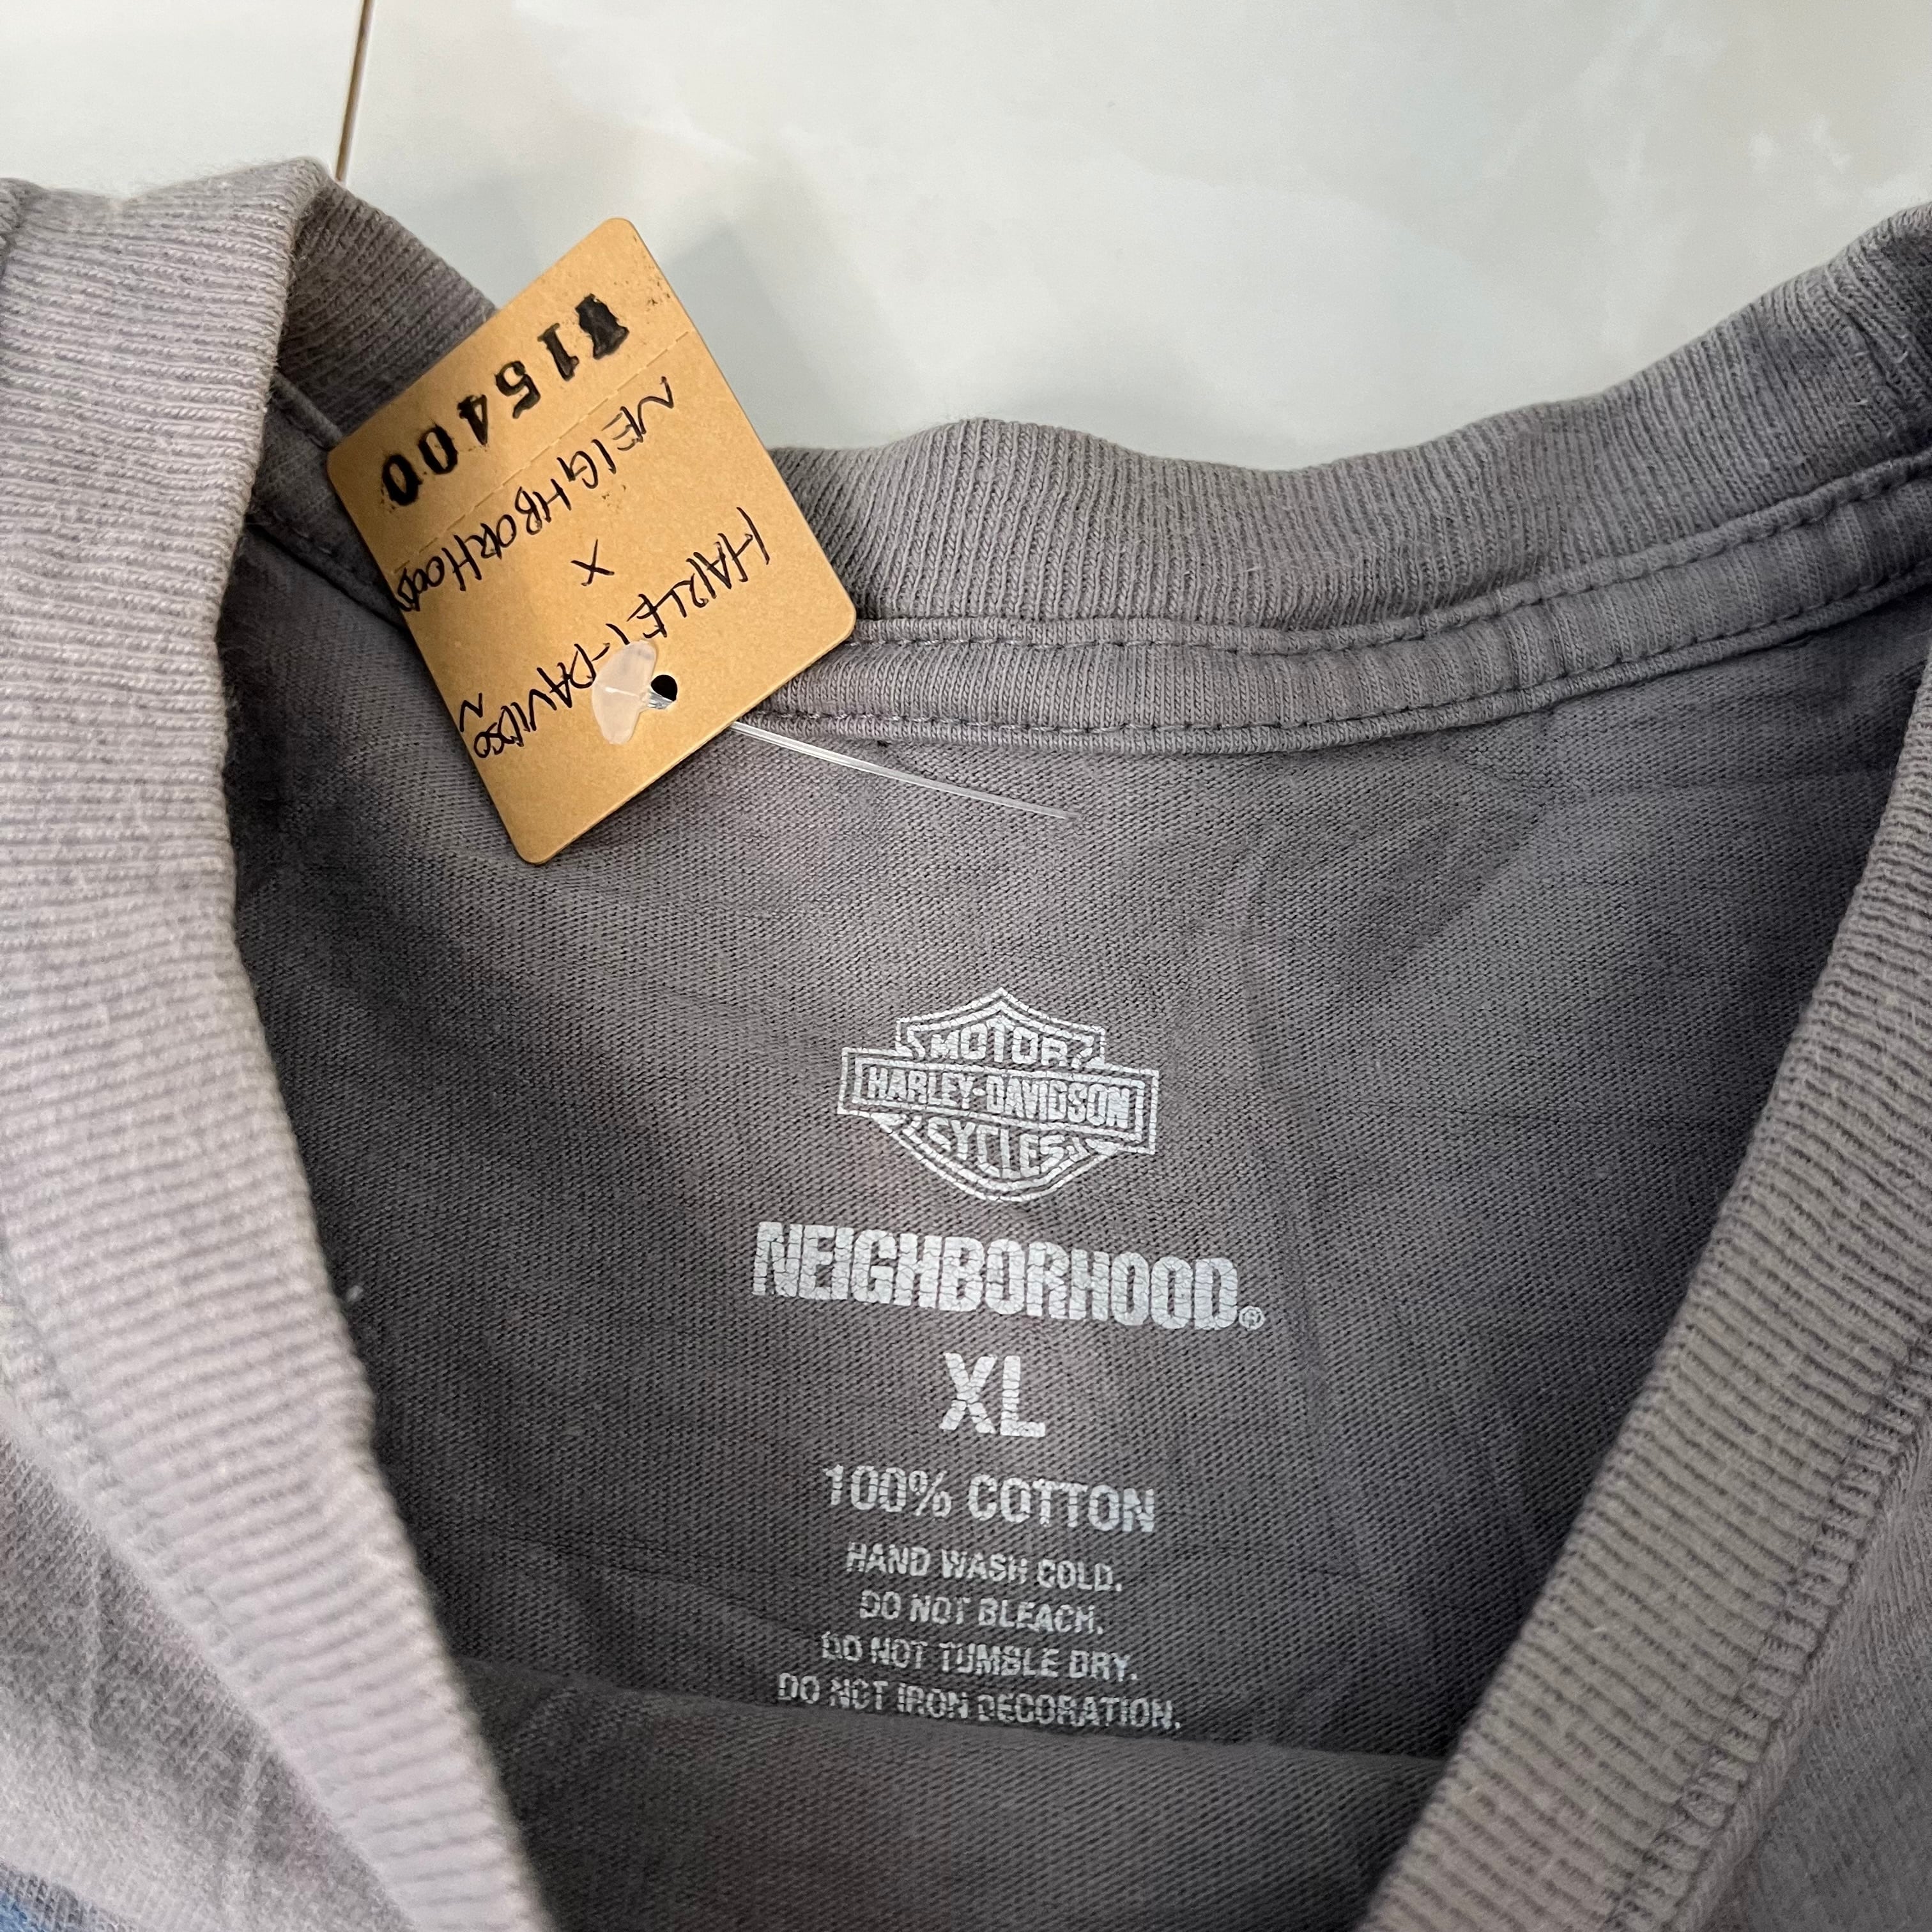 ¥15400
NEIGHBORHOOD
X
HARLEY-DAVIDSON
MOTOR
HARLEY-DAVIDSON
CYCLES
NEIGHBORHOOD®
XL
100% COTTON
HAND WASH COLD.
DO NOT BLEACH.
DO NOT TUMBLE DRY.
DO NOT IRON DECORATION.